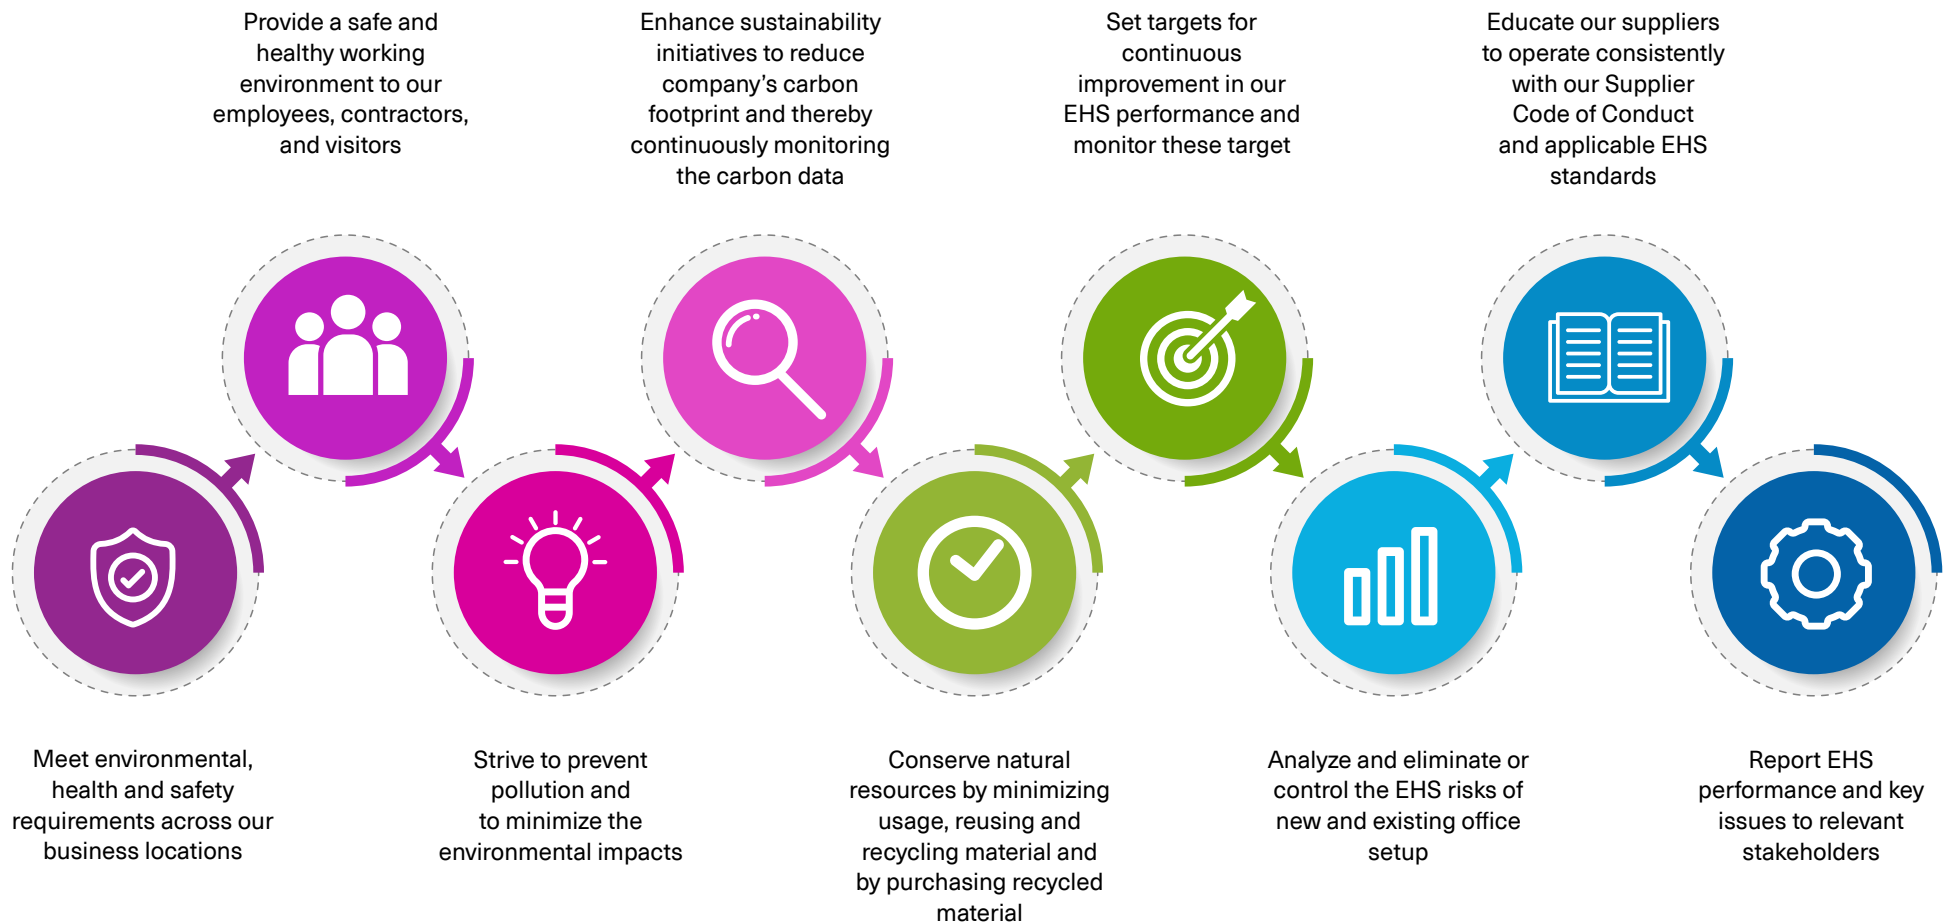 Provide a safe and
healthy working
environment to our
employees, contractors,
and visitors
Enhance sustainability
initiatives to reduce
company’s carbon
footprint and thereby
continuously monitoring
the carbon data
Set targets for
continuous
improvement in our
EHS performance and
monitor these target
Educate our suppliers
to operate consistently
with our Supplier
Code of Conduct
and applicable EHS
standards
Meet environmental,
health and safety
requirements across our
business locations
Strive to prevent
pollution and
to minimize the
environmental impacts
Conserve natural
resources by minimizing
usage, reusing and
recycling material and
by purchasing recycled
material
Analyze and eliminate or
control the EHS risks of
new and existing office
setup
Report EHS
performance and key
issues to relevant
stakeholders